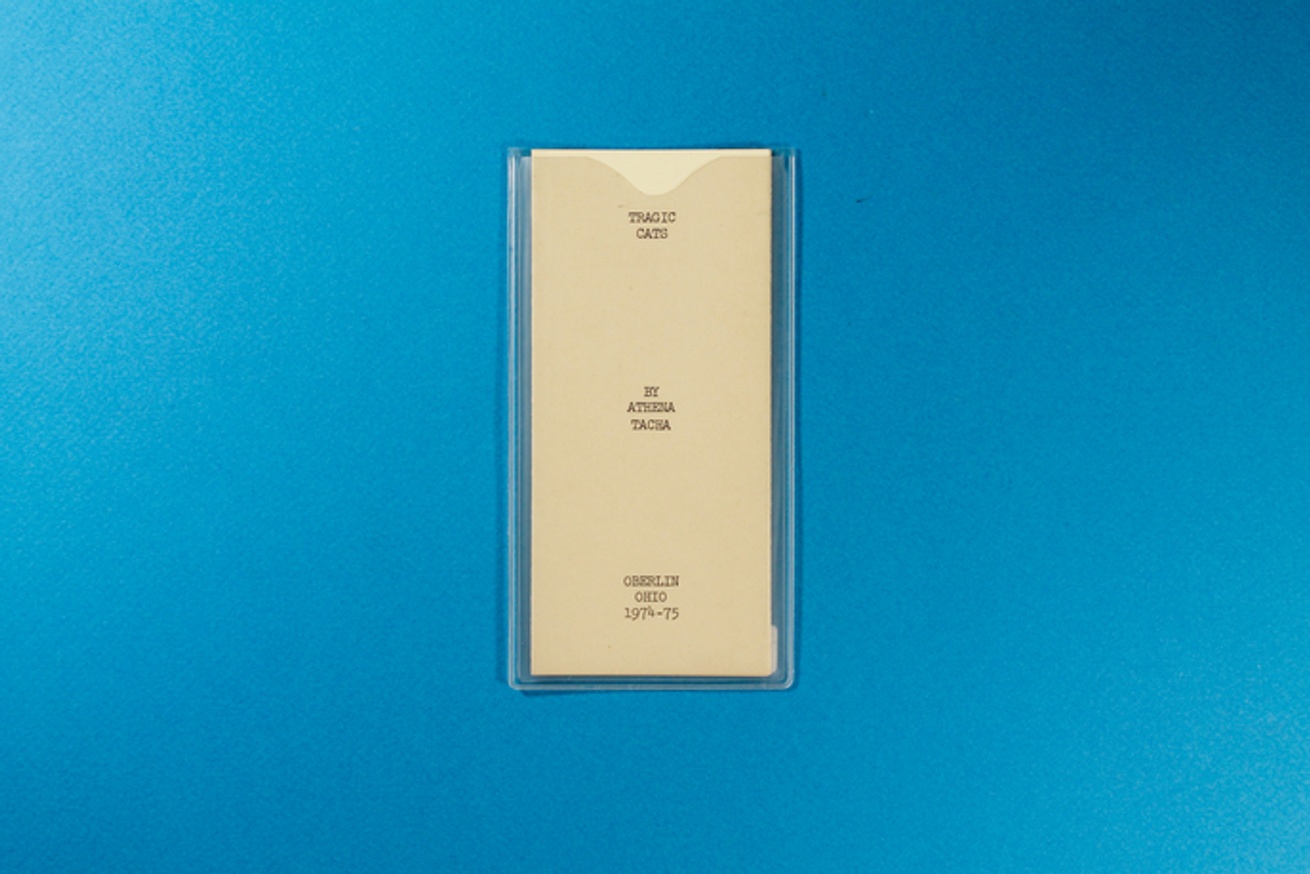 TRAGIC
CATS
BY
ATHENA
TACHA
OBERLIN
OHIO
1974-75